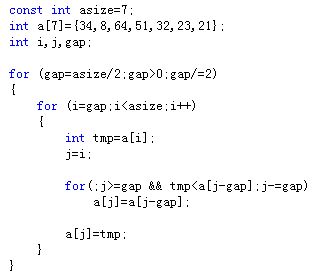 const int asize=7;
int a[7]={34,8,64,51,32,23,21};
int i,j,gap;
for (gap=asize/2;gap>0;gap/=2)
{
for (i=gap;i<asize;i++)
{
int tmp=a[i];
j=i;
for(;j>=gap && tmp<a[j-gap];j-=gap)
a[j]=a[j-gap];
a[j]=tmp;
}
}